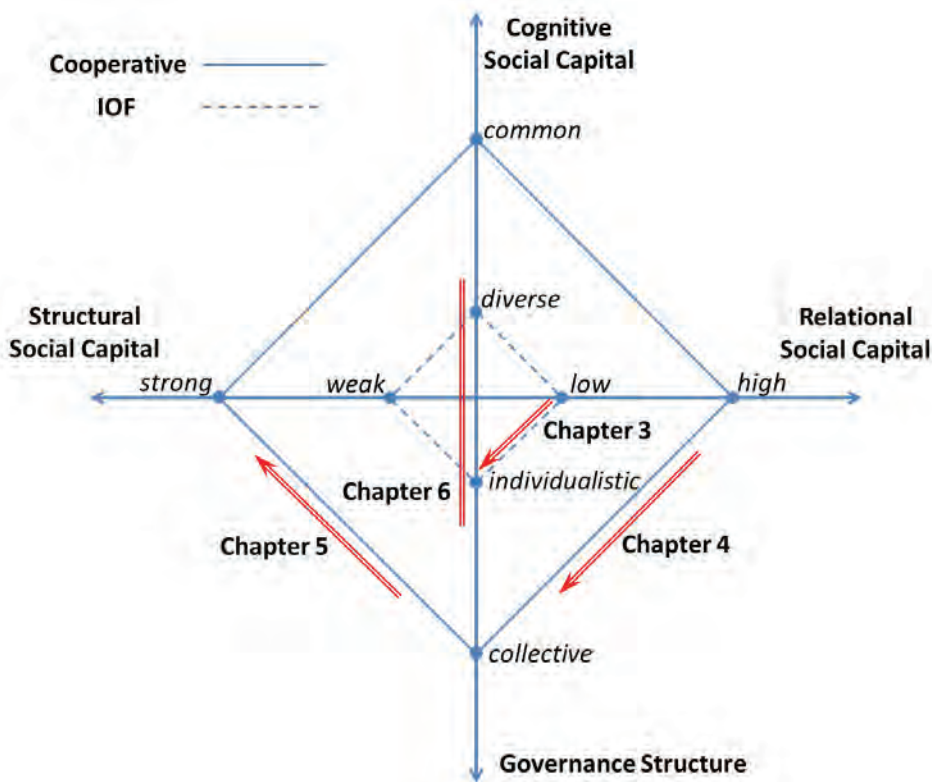 Cognitive
Social Capital
Cooperative
IOF
common
diverse
Structural
Social Capital
Relational
Social Capital
strong
weak
low
high
Chapter 3
individualistic
Chapter 6
Chapter 5
Chapter 4
collective
Governance Structure